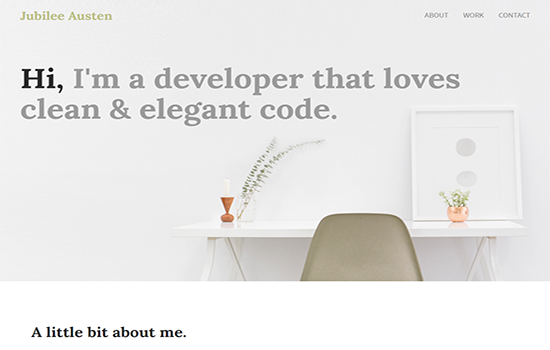 Jubilee Austen
ABOUT WORK CONTACT
Hi, I'm a developer that loves
clean & elegant code.
A little bit about me.